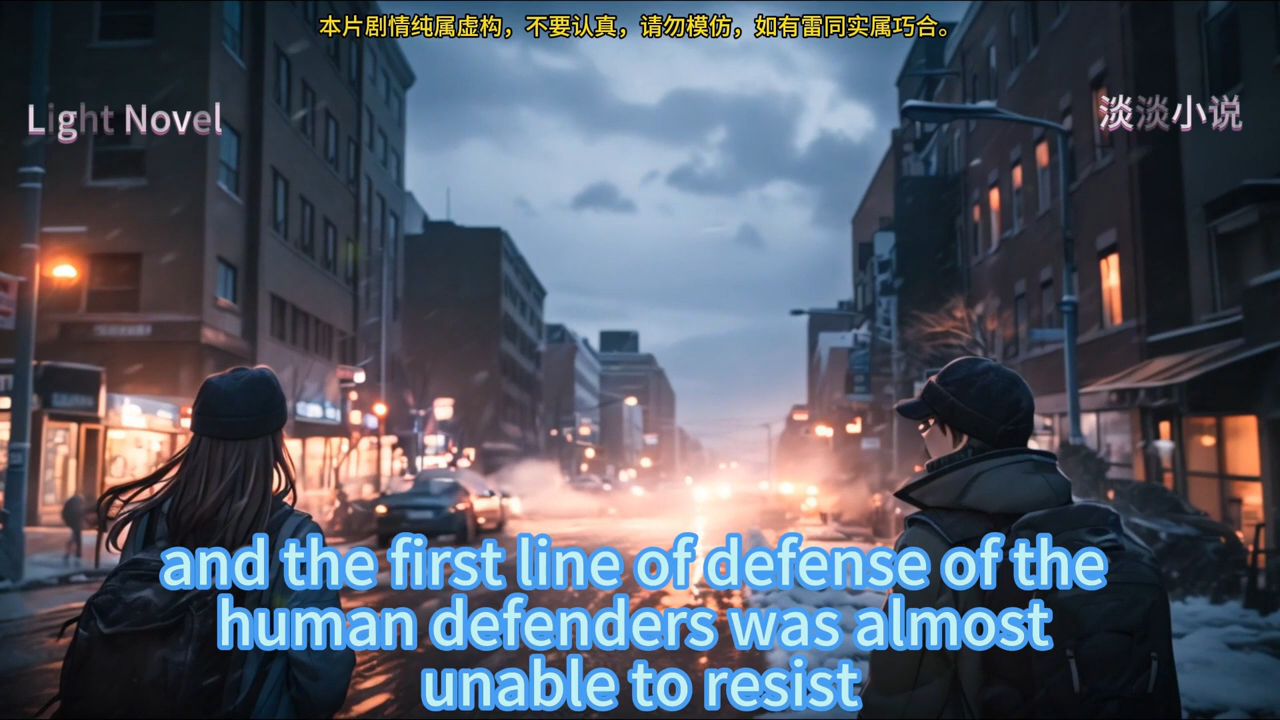 本片剧情纯属虚构，不要认真，请勿模仿，如有雷同实属巧合。
Light Novel
淡淡小说
and the first line of defense of the
human defenders was almost
unable to resist